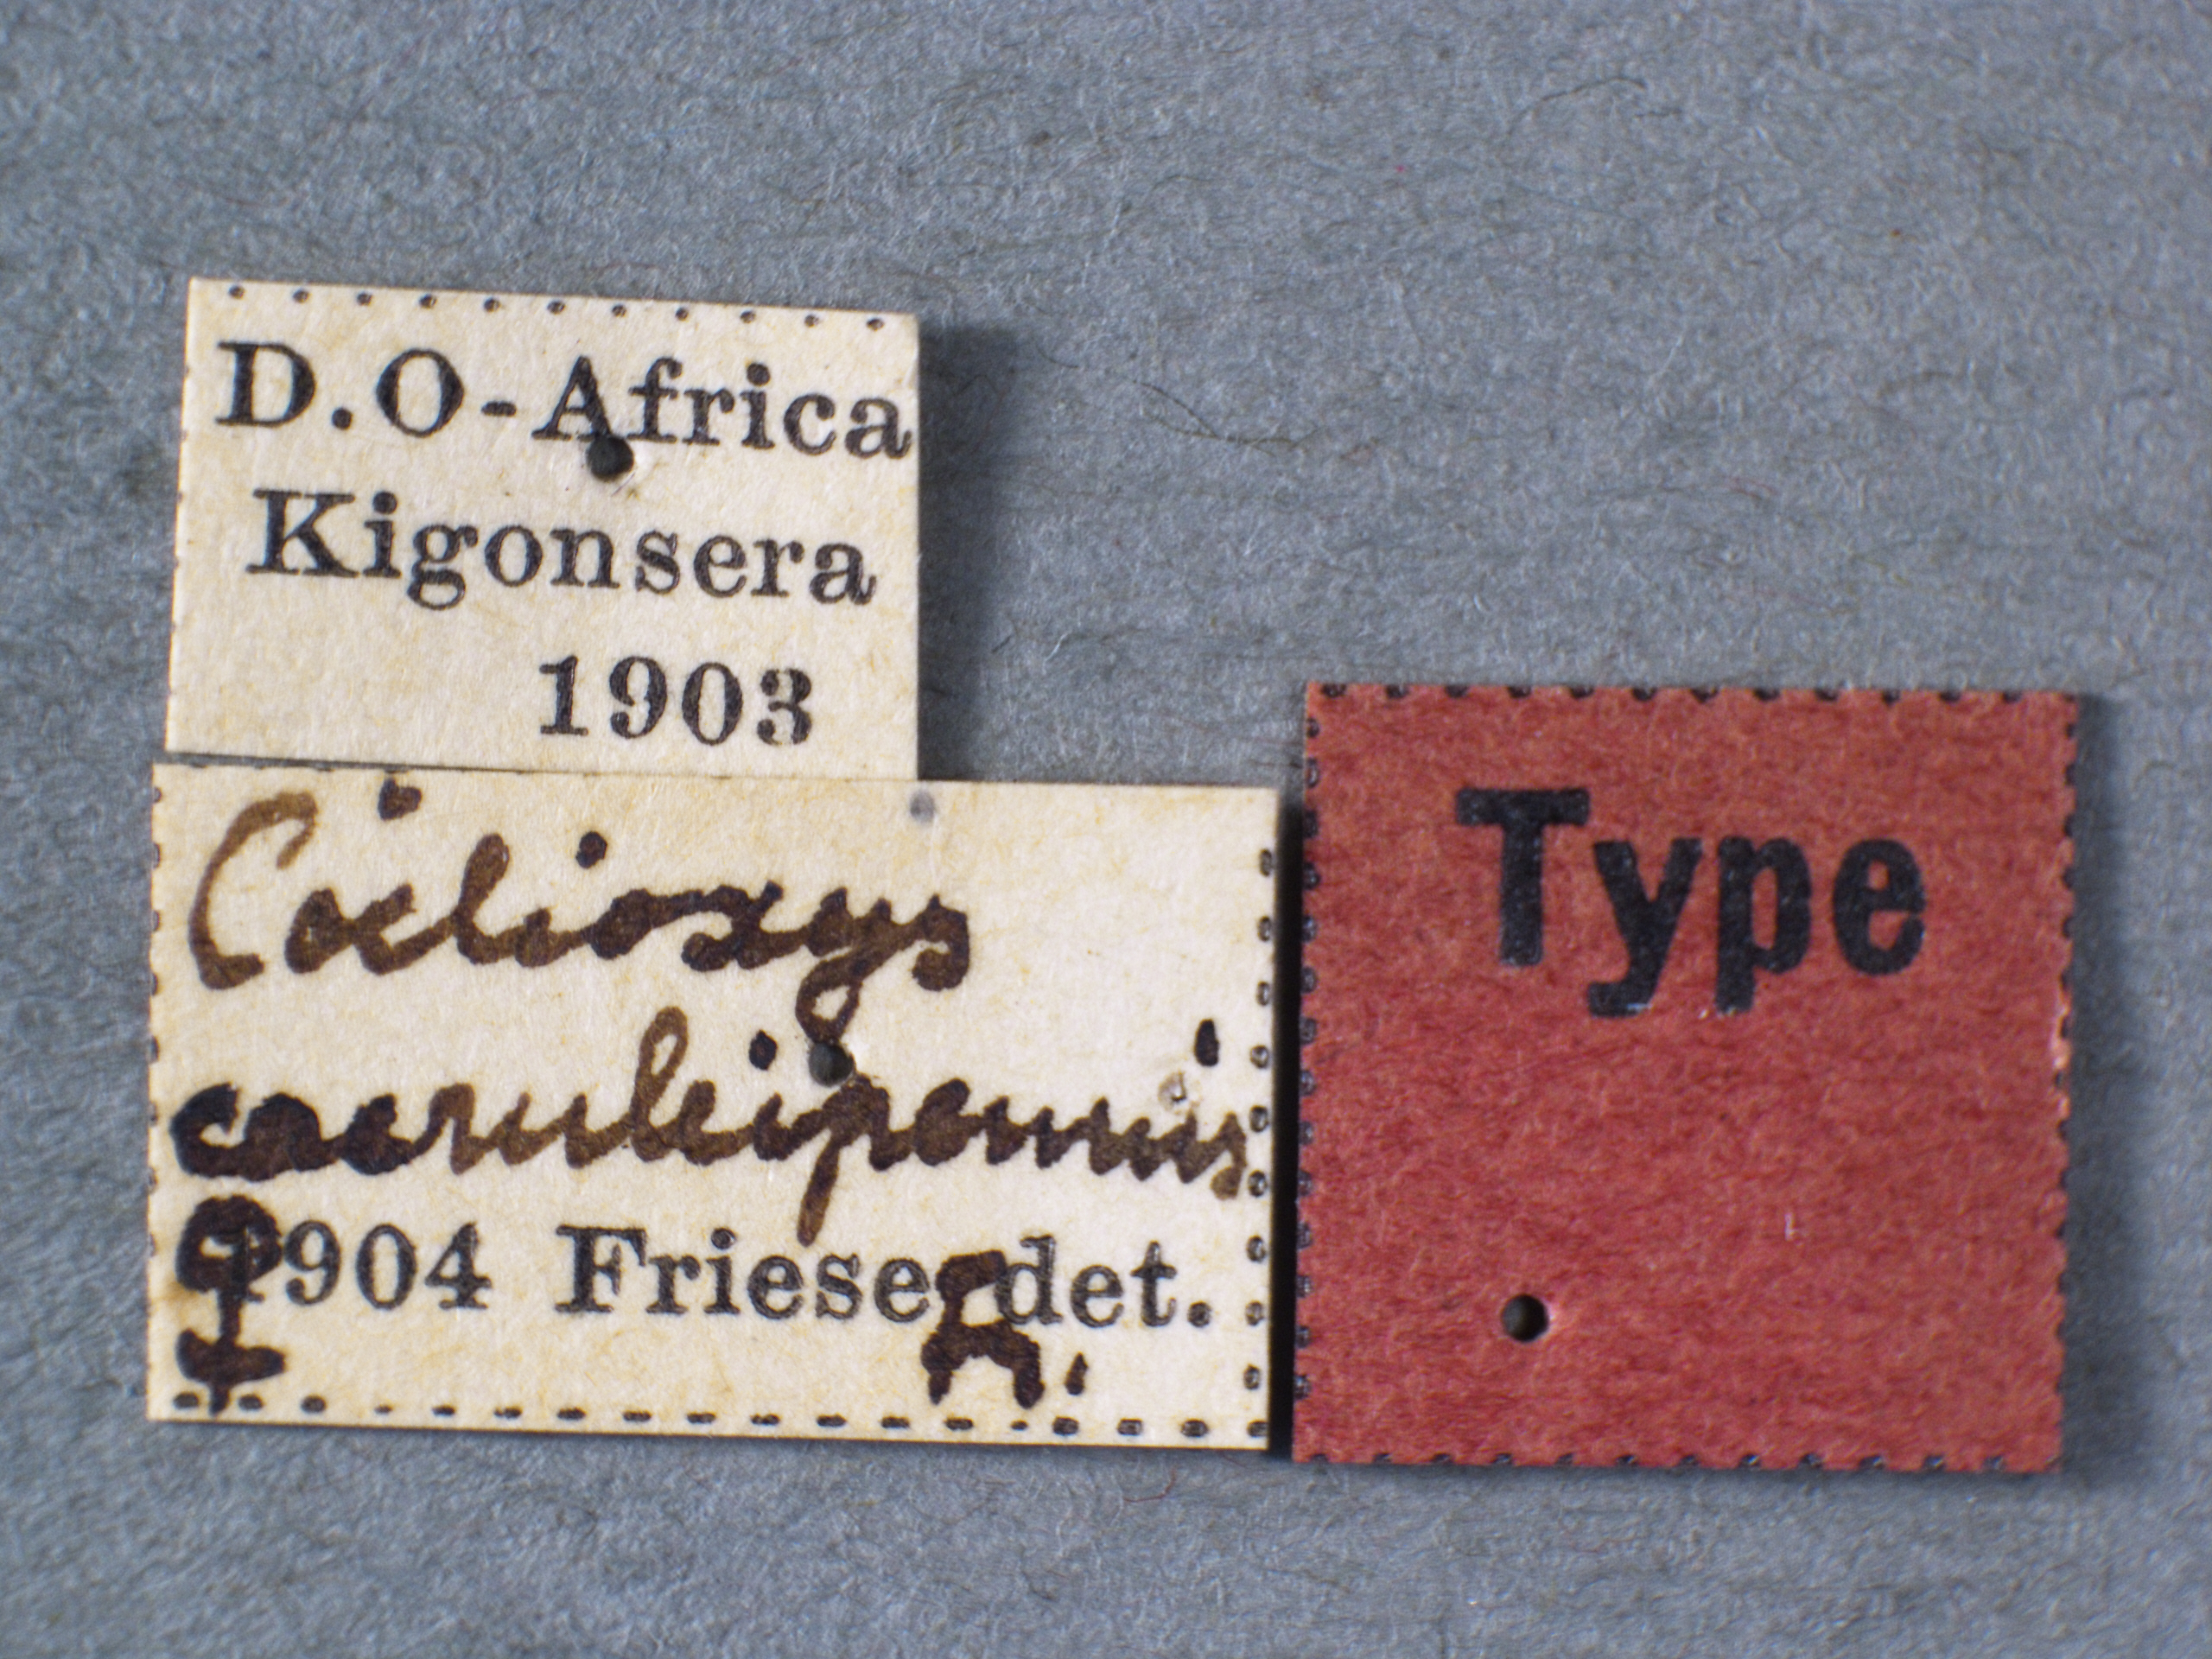 D.O-Africa
Kigonsera
1903
Coelioxys
coeruleipennis
♀
1904 Friese det.
n.
Type